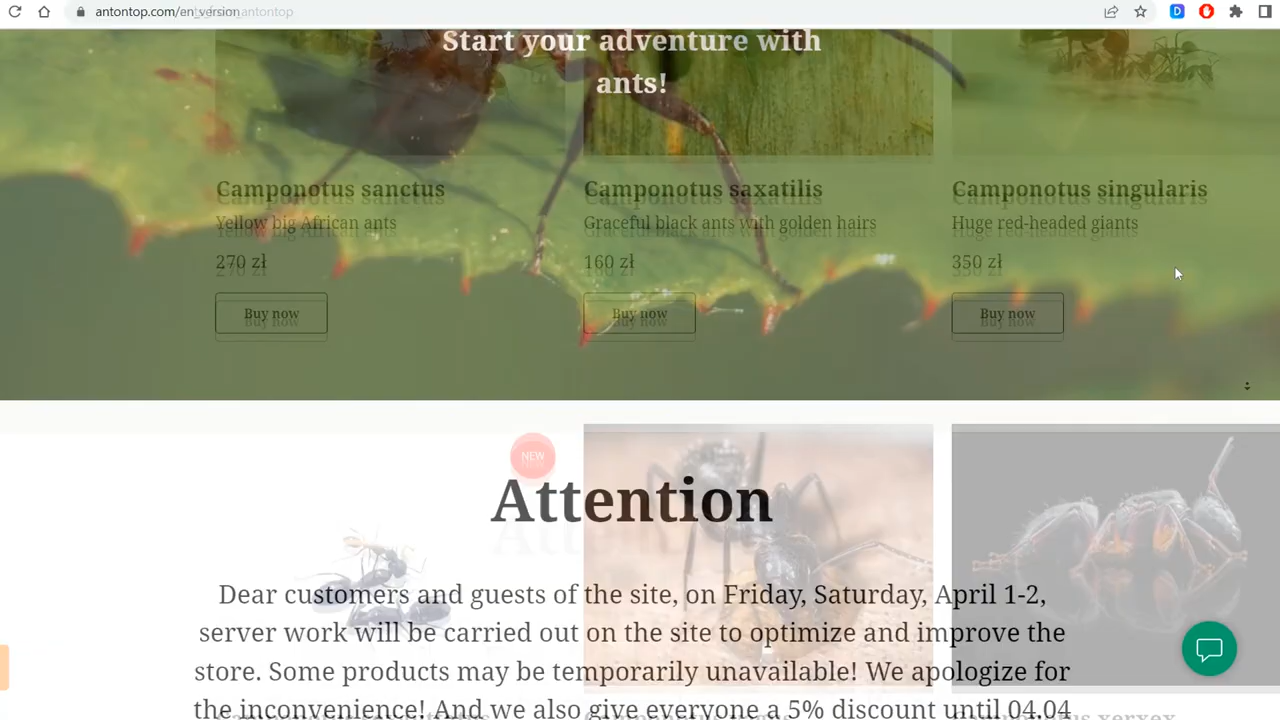 antontop.com/en_version
Start your adventure with
ants!
Camponotus sanctus
Yellow big African ants
270 zł
Buy now
Camponotus saxatilis
Graceful black ants with golden hairs
160 zł
Buy now
Camponotus singularis
Huge red-headed giants
350 zł
Buy now
NEW
Attention
Dear customers and guests of the site, on Friday, Saturday, April 1-2,
server work will be carried out on the site to optimize and improve the
store. Some products may be temporarily unavailable! We apologize for
the inconvenience! And we also give everyone a 5% discount until 04.04